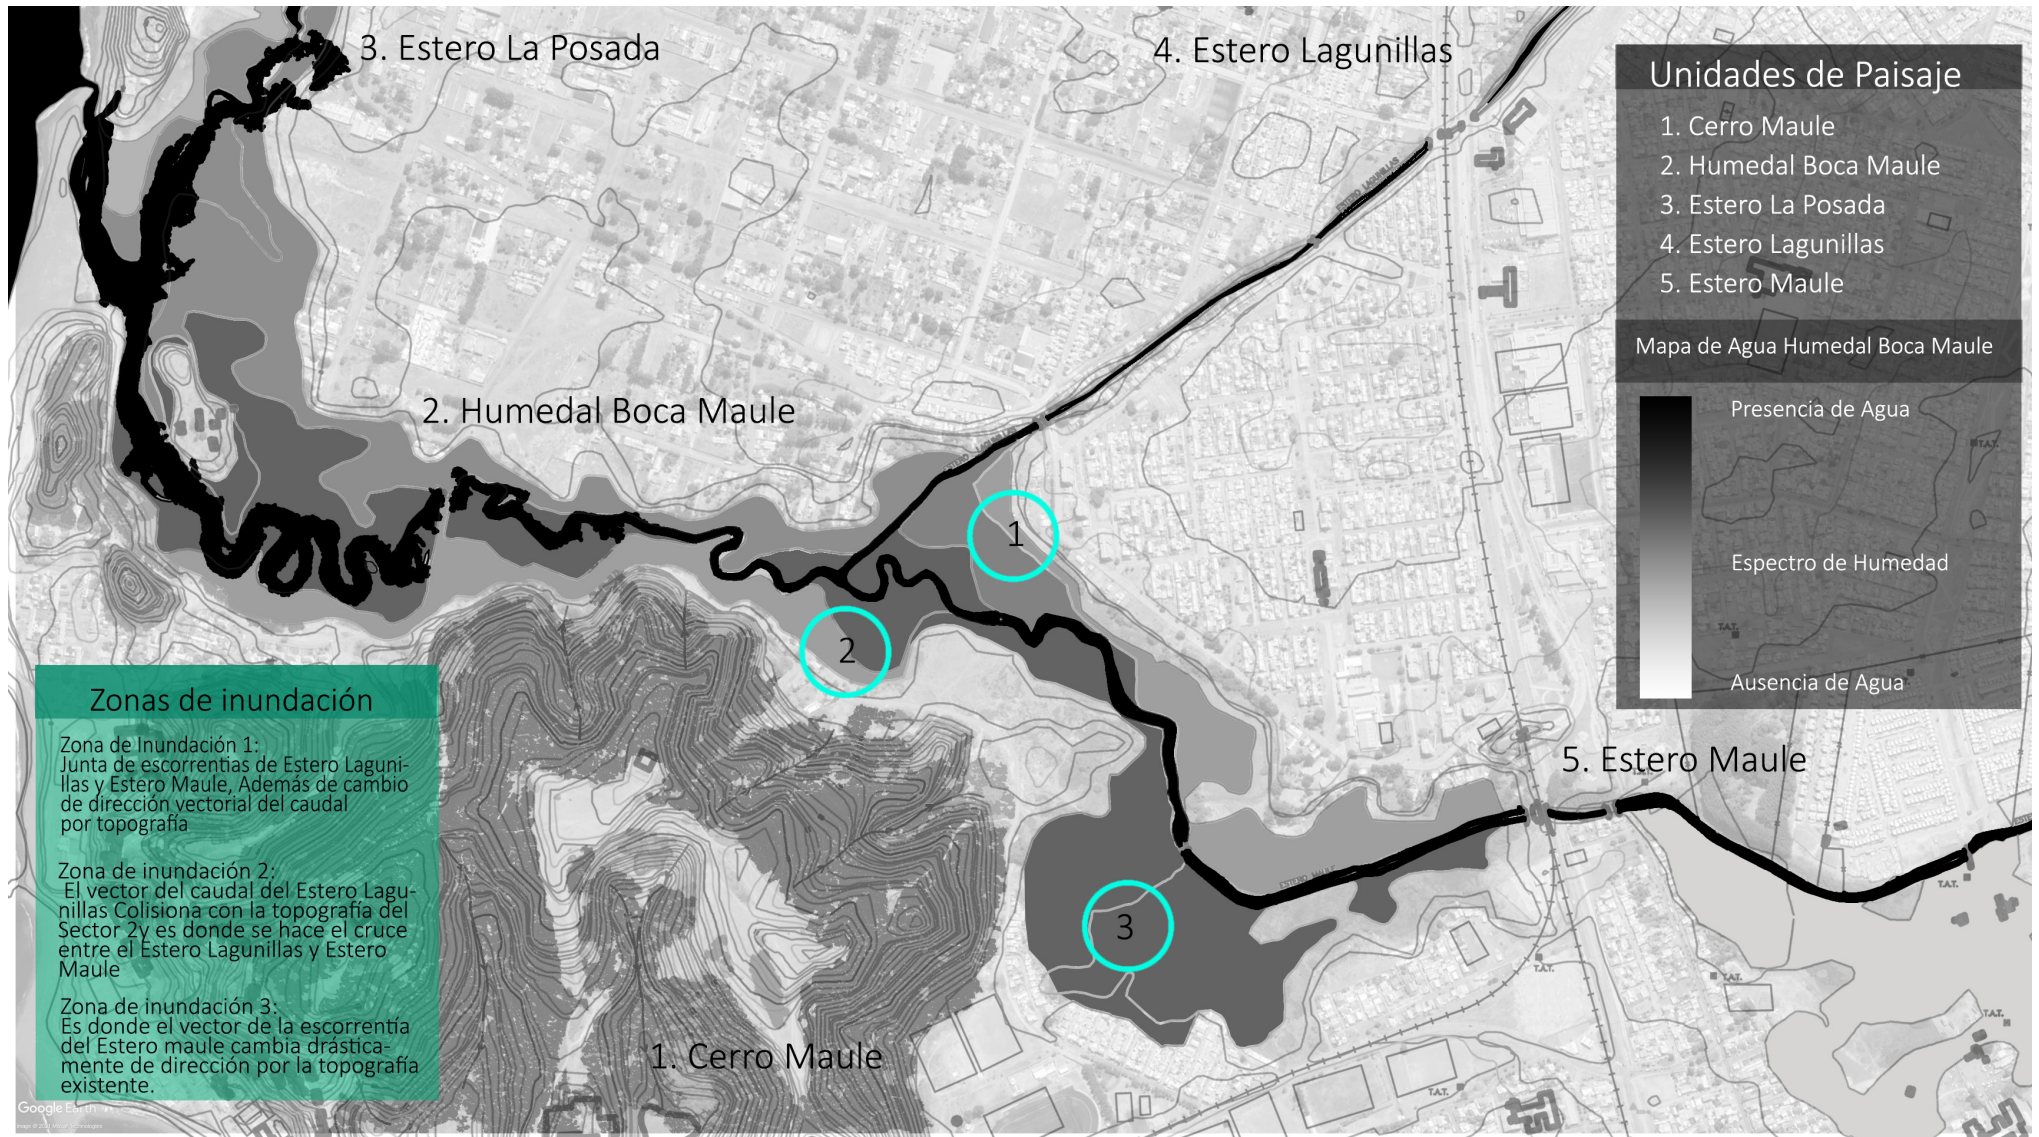 3. Estero La Posada
4. Estero Lagunillas
2. Humedal Boca Maule
5. Estero Maule
1. Cerro Maule
1
2
3
ESTERO LAGUNILLAS
ESTERO LAGUNILLAS
ESTERO MAULE
T.A.T.
T.A.T.
T.A.T.
T.A.T.
T.A.T.
T.A.T.
T.A.T.
T.A.T.
Unidades de Paisaje
1. Cerro Maule
2. Humedal Boca Maule
3. Estero La Posada
4. Estero Lagunillas
5. Estero Maule
Mapa de Agua Humedal Boca Maule
Presencia de Agua
Espectro de Humedad
Ausencia de Agua
Zonas de inundación
Zona de Inundación 1:
Junta de escorrentias de Estero Laguni-
llas y Estero Maule, Además de cambio
de dirección vectorial del caudal
por topografía
Zona de inundación 2:
El vector del caudal del Estero Lagu-
nillas Colisiona con la topografía del
Sector 2y es donde se hace el cruce
entre el Estero Lagunillas y Estero
Maule
Zona de inundación 3:
Es donde el vector de la escorrentía
del Estero maule cambia drástica-
mente de dirección por la topografía
existente.
Google Earth